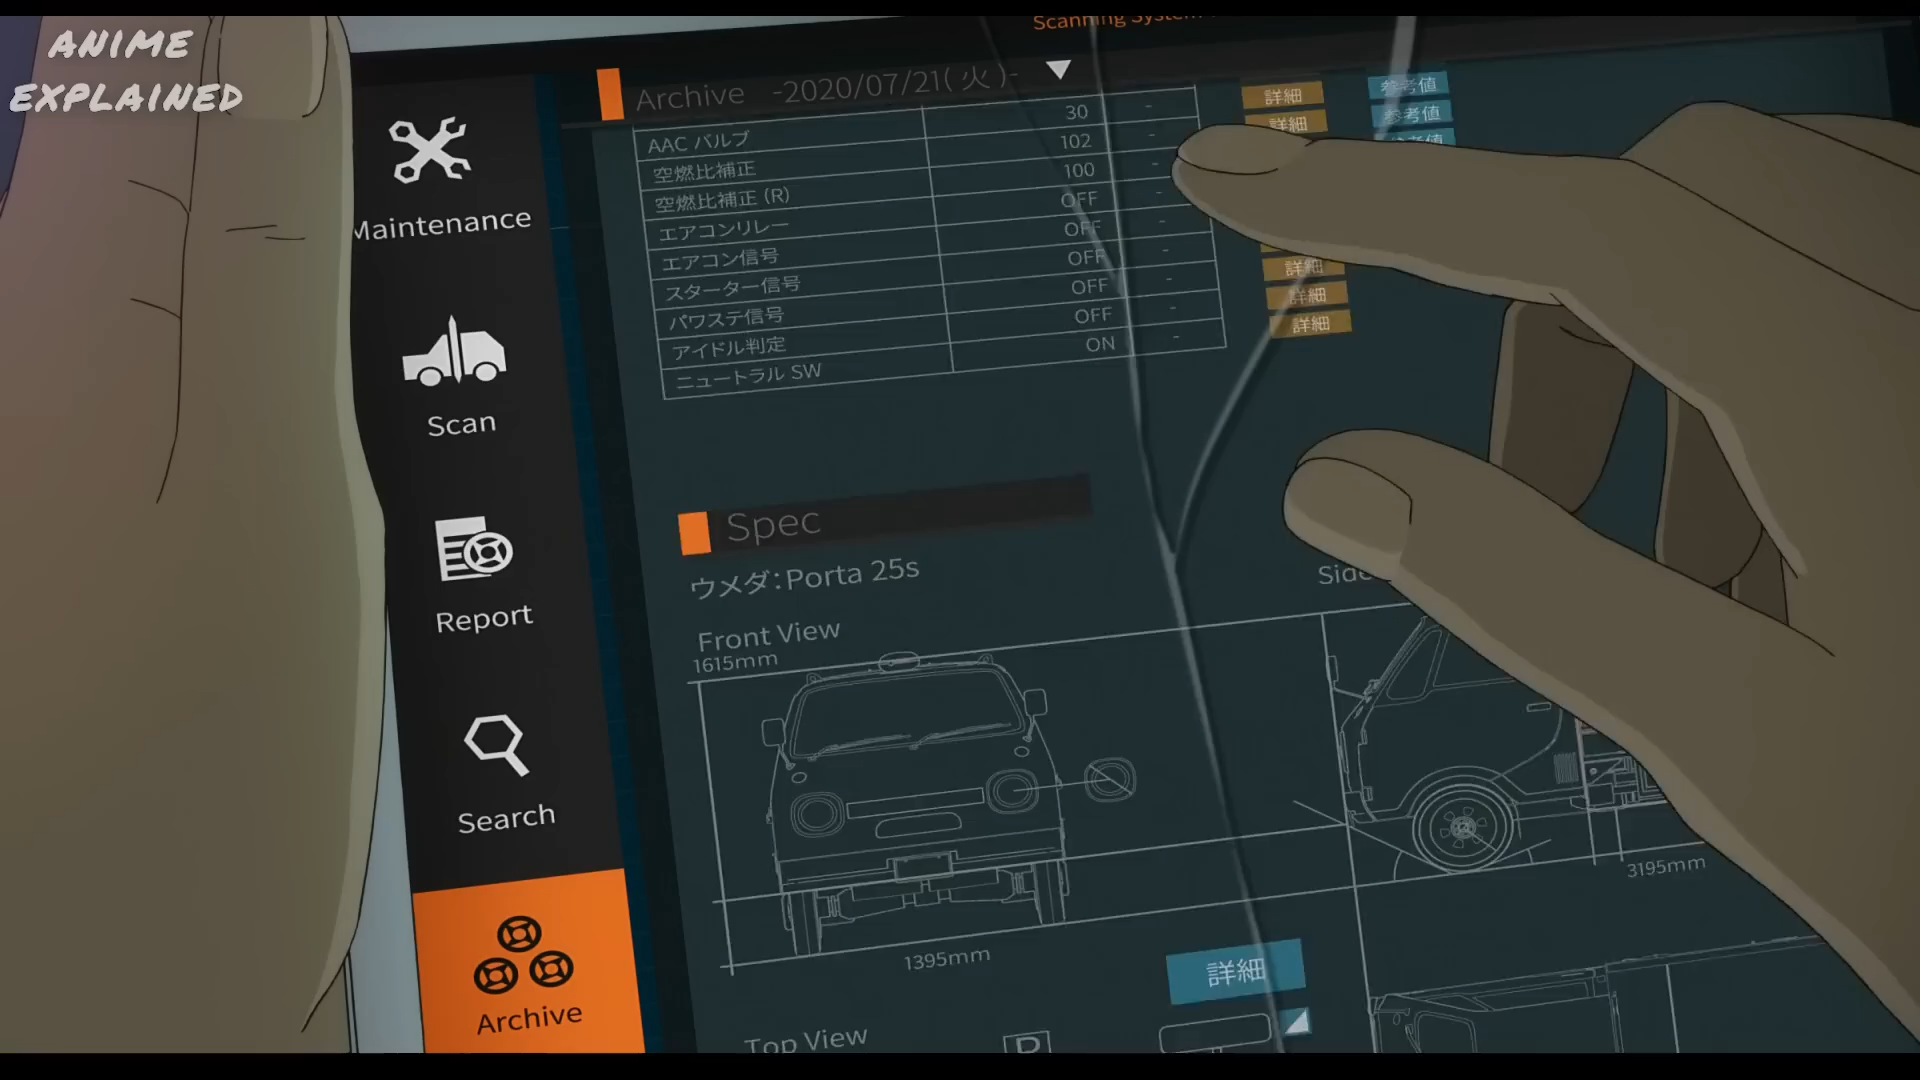 ANIME
EXPLAINED
Scanning System
Archive -2020/07/21(火)-
30 -
AAC バルブ 102 -
空燃比補正 100 -
空燃比補正 (R) OFF -
エアコンリレー OFF -
エアコン信号 OFF -
スターター信号 OFF -
パワステ信号 OFF -
アイドル判定 ON -
ニュートラル SW
詳細 参考値
詳細 参考値
詳細
詳細
詳細
Maintenance
Scan
Report
Search
Archive
Spec
ウメダ:Porta 25s
Front View
1615mm
1395mm
Side
3195mm
詳細
Top View
R